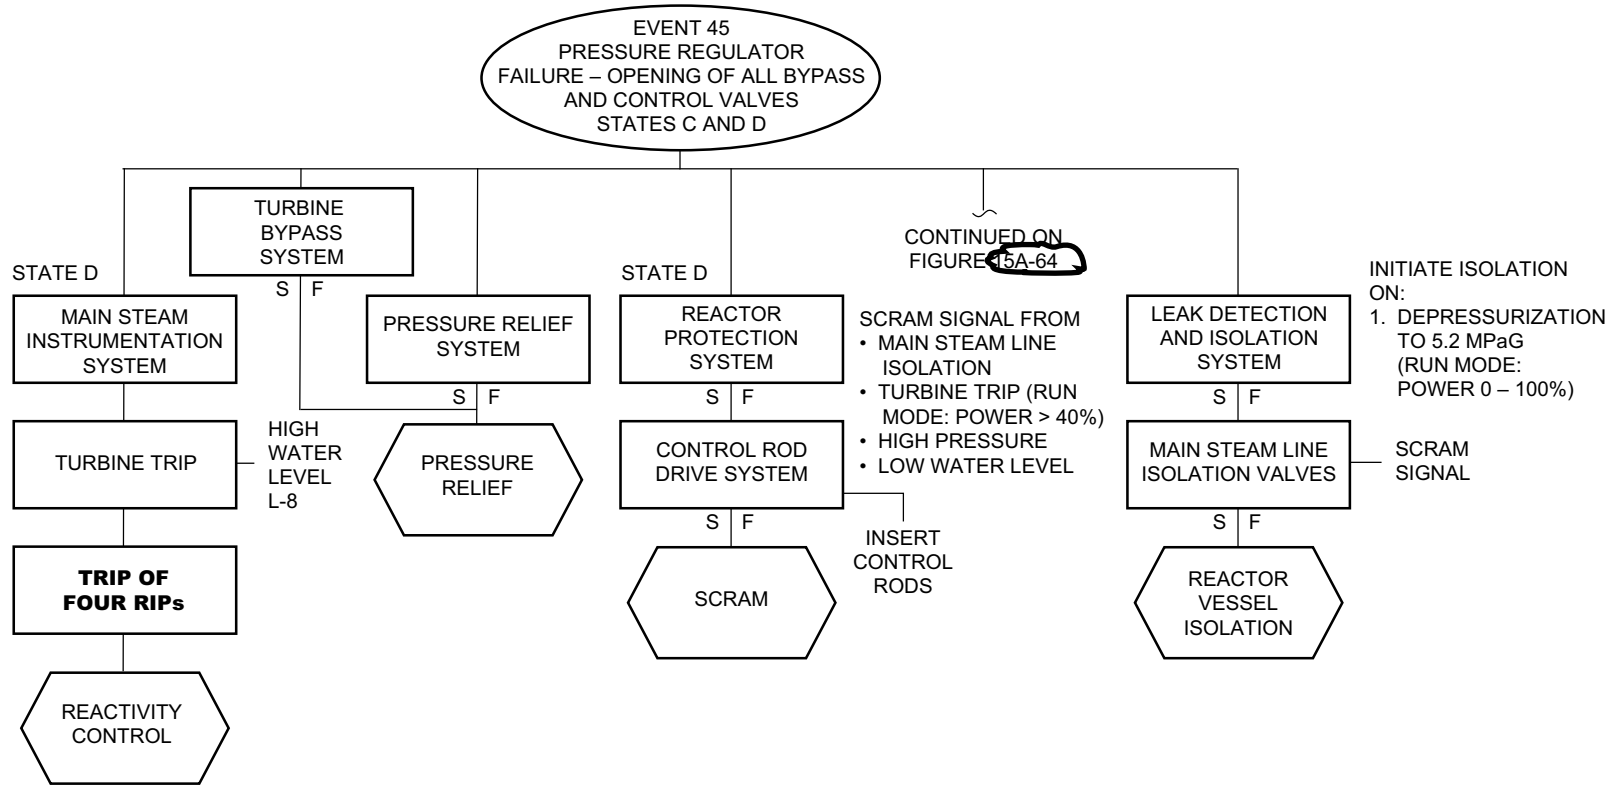 EVENT 45
PRESSURE REGULATOR
FAILURE – OPENING OF ALL BYPASS
AND CONTROL VALVES
STATES C AND D
TURBINE
BYPASS
SYSTEM
S F
STATE D
MAIN STEAM
INSTRUMENTATION
SYSTEM
TURBINE TRIP
HIGH
WATER
LEVEL
L-8
TRIP OF
FOUR RIPs
REACTIVITY
CONTROL
PRESSURE RELIEF
SYSTEM
S F
PRESSURE
RELIEF
STATE D
REACTOR
PROTECTION
SYSTEM
S F
CONTROL ROD
DRIVE SYSTEM
S F
SCRAM
INSERT
CONTROL
RODS
CONTINUED ON
FIGURE 15A-64
SCRAM SIGNAL FROM
• MAIN STEAM LINE
ISOLATION
• TURBINE TRIP (RUN
MODE: POWER > 40%)
• HIGH PRESSURE
• LOW WATER LEVEL
LEAK DETECTION
AND ISOLATION
SYSTEM
S F
MAIN STEAM LINE
ISOLATION VALVES
S F
REACTOR
VESSEL
ISOLATION
SCRAM
SIGNAL
INITIATE ISOLATION
ON:
1. DEPRESSURIZATION
TO 5.2 MPaG
(RUN MODE:
POWER 0 – 100%)